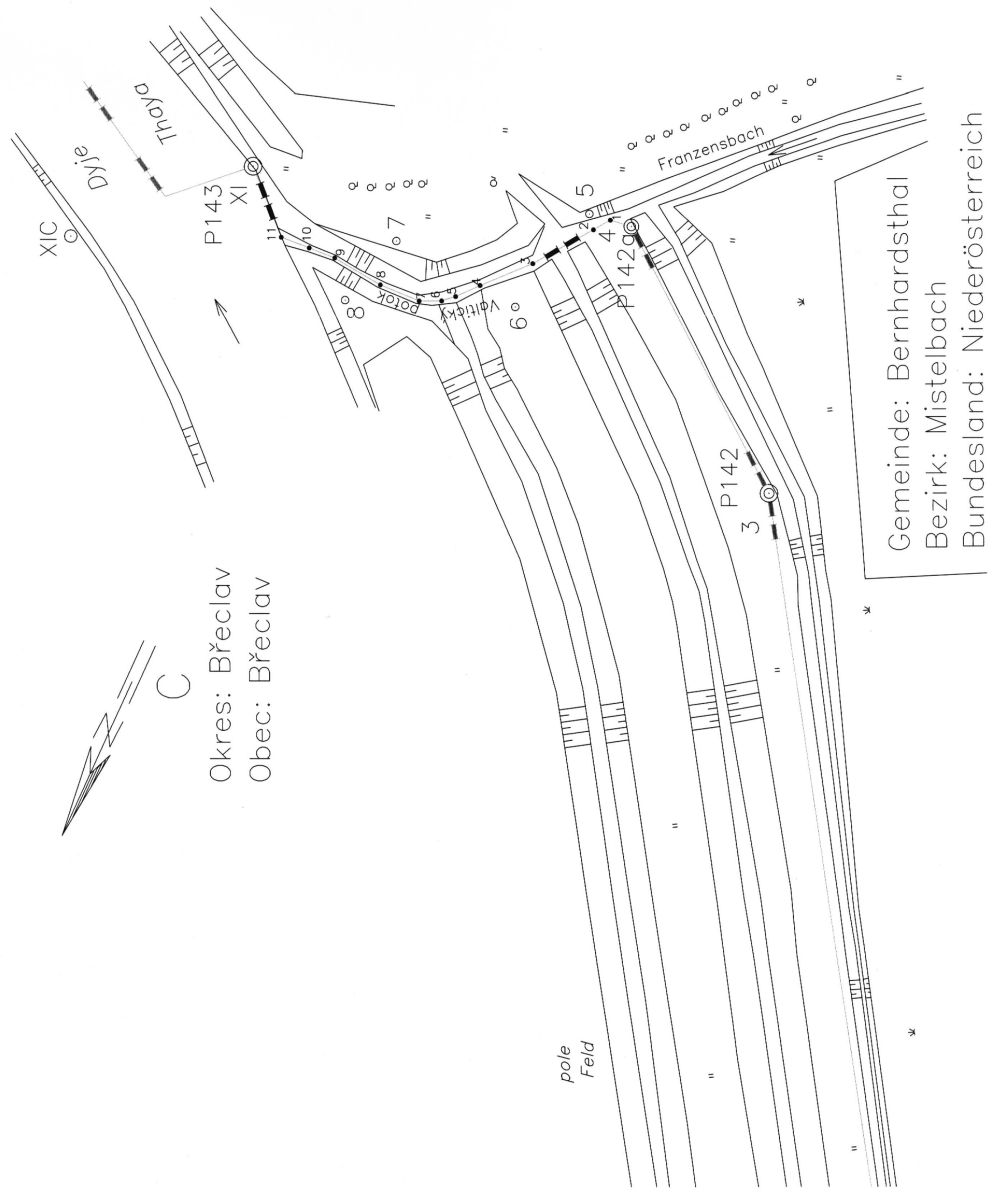 XIC
Dyje
Thaya
P143
XI
C
Okres: Břeclav
Obec: Břeclav
11
10
9
8
7
6
5
4
3
2
1
8
7
6
5
4
potok
Valtický
P142a
Franzensbach
P142
3
pole
Feld
Gemeinde: Bernhardsthal
Bezirk: Mistelbach
Bundesland: Niederösterreich